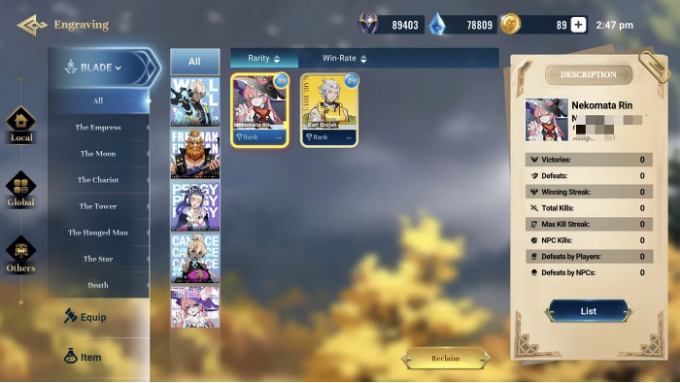 Engraving
89403
78809
89
2:47 pm
BLADE
All
The Empress
The Moon
The Chariot
The Tower
The Hanged Man
The Star
Death
Equip
Item
Local
Global
Others
All
Rarity
Win-Rate
Nekomata Rin
Rank --
Rank --
Reclaim
DESCRIPTION
Nekomata Rin
Victories: 0
Defeats: 0
Winning Streak: 0
Total Kills: 0
Max Kill Streak: 0
NPC Kills: 0
Defeats by Players: 0
Defeats by NPCs: 0
List